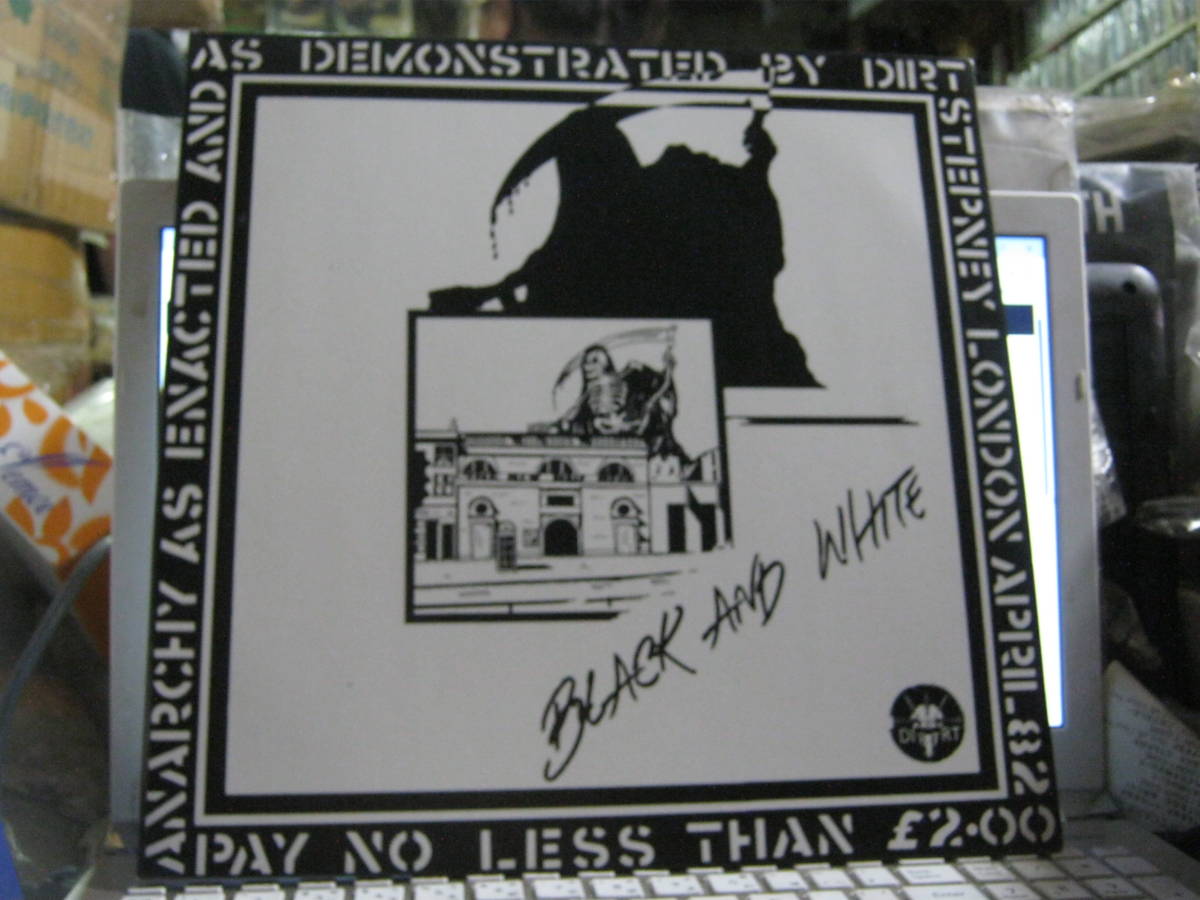 ANARCHY AS ENACTED AND
AS DEMONSTRATED BY DIRT
STEPNEY LONDON APRIL 82
PAY NO LESS THAN £2.00
BLACK AND WHITE
DIRT